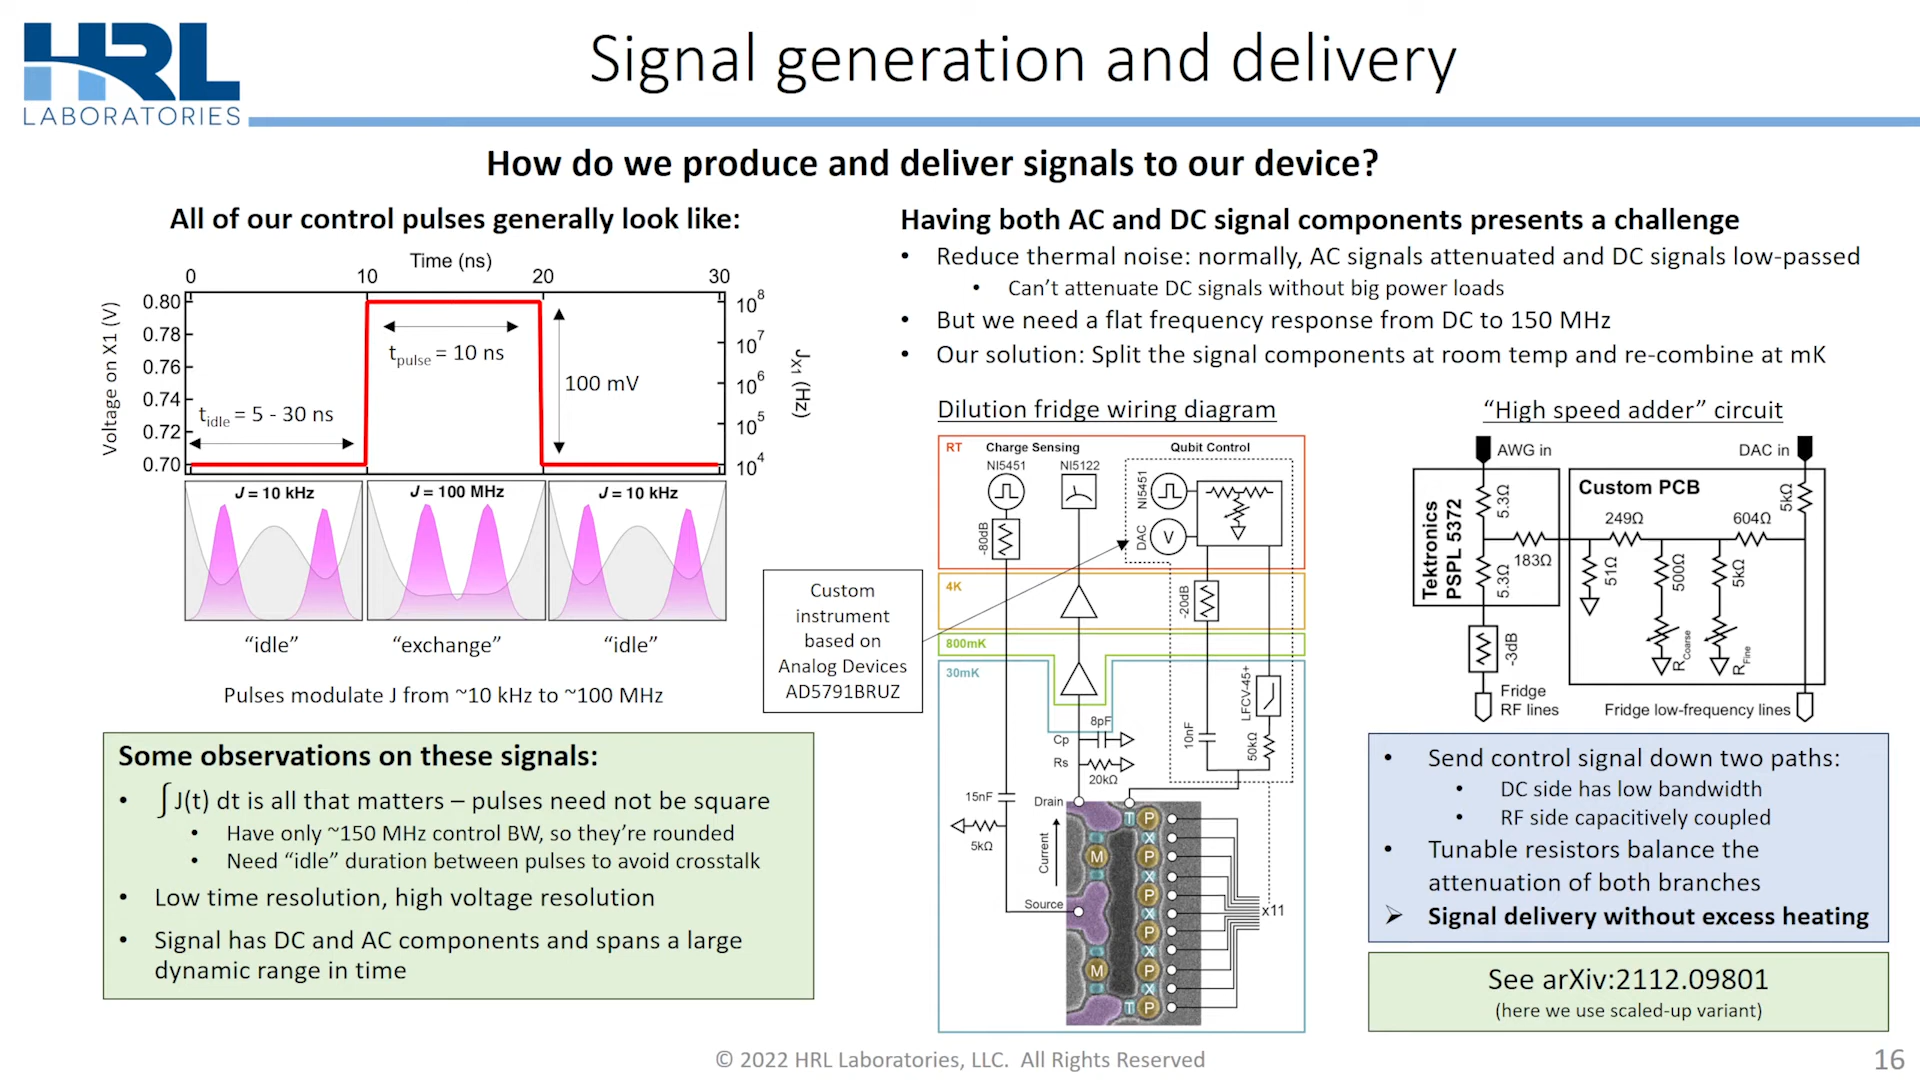 HRL
LABORATORIES
Signal generation and delivery
How do we produce and deliver signals to our device?
All of our control pulses generally look like:
Time (ns)
0 10 20 30
Voltage on X1 (V)
0.80
0.78
0.76
0.74
0.72
0.70
10^8
10^7
10^6
10^5
10^4
J_X1 (Hz)
t_pulse = 10 ns
100 mV
t_idle = 5 - 30 ns
J = 10 kHz
J = 100 MHz
J = 10 kHz
"idle"
"exchange"
"idle"
Pulses modulate J from ~10 kHz to ~100 MHz
Some observations on these signals:
• ∫J(t) dt is all that matters – pulses need not be square
• Have only ~150 MHz control BW, so they're rounded
• Need "idle" duration between pulses to avoid crosstalk
• Low time resolution, high voltage resolution
• Signal has DC and AC components and spans a large
dynamic range in time
Having both AC and DC signal components presents a challenge
• Reduce thermal noise: normally, AC signals attenuated and DC signals low-passed
• Can't attenuate DC signals without big power loads
• But we need a flat frequency response from DC to 150 MHz
• Our solution: Split the signal components at room temp and re-combine at mK
Dilution fridge wiring diagram
RT
Charge Sensing
Qubit Control
NI5451
NI5122
NI5451
DAC
V
-80dB
4K
-20dB
800mK
30mK
LFCV-45+
8pF
Cp
Rs
20kΩ
10nF
50kΩ
15nF
5kΩ
Drain
Current
Source
T P
X
M P
X
P
X
P
X
M P
X
T P
x11
Custom
instrument
based on
Analog Devices
AD5791BRUZ
"High speed adder" circuit
AWG in
DAC in
Tektronics
PSPL 5372
5.3Ω
5.3Ω
183Ω
-3dB
Custom PCB
249Ω
604Ω
5kΩ
51Ω
500Ω
5kΩ
R_Coarse
R_Fine
Fridge
RF lines
Fridge low-frequency lines
• Send control signal down two paths:
• DC side has low bandwidth
• RF side capacitively coupled
• Tunable resistors balance the
attenuation of both branches
➢ Signal delivery without excess heating
See arXiv:2112.09801
(here we use scaled-up variant)
© 2022 HRL Laboratories, LLC. All Rights Reserved
16